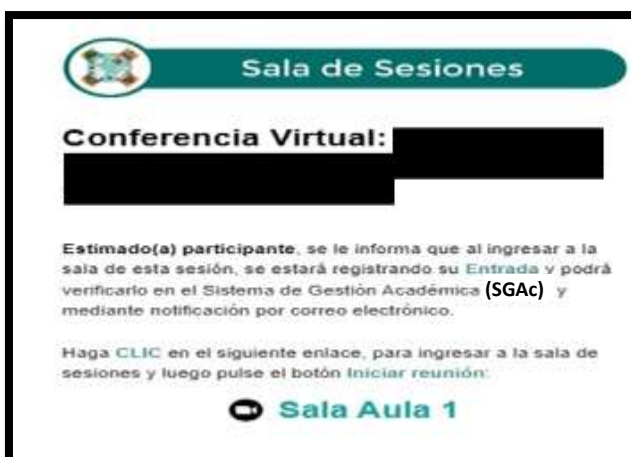 Sala de Sesiones
Conferencia Virtual:
Estimado(a) participante, se le informa que al ingresar a la
sala de esta sesión, se estará registrando su Entrada y podrá
verificarlo en el Sistema de Gestión Académica (SGAc) y
mediante notificación por correo electrónico.
Haga CLIC en el siguiente enlace, para ingresar a la sala de
sesiones y luego pulse el botón Iniciar reunión:
Sala Aula 1